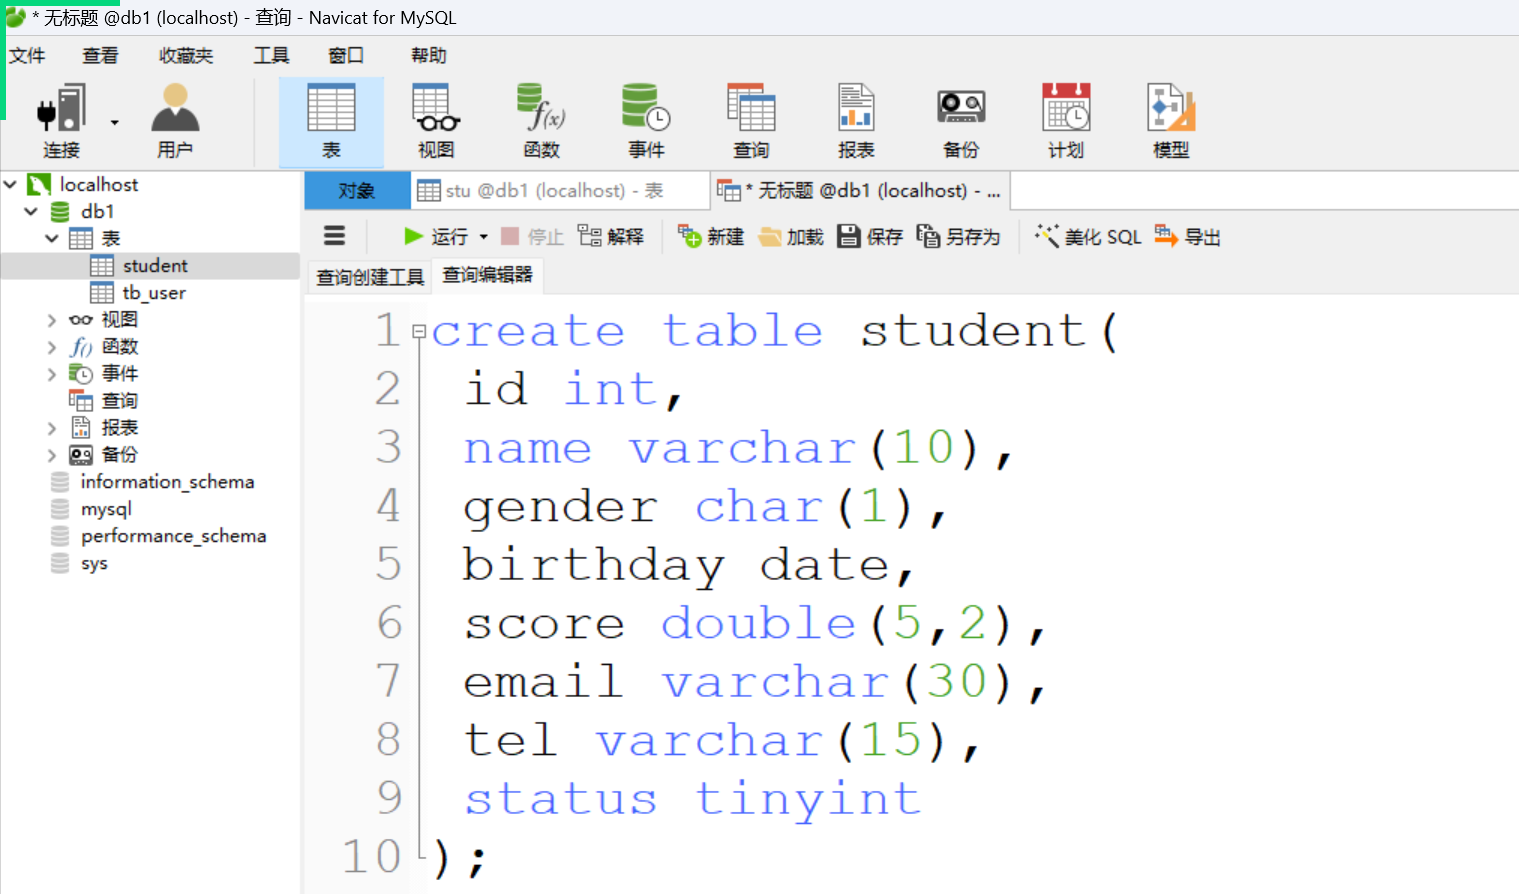 * 无标题 @db1 (localhost) - 查询 - Navicat for MySQL
文件 查看 收藏夹 工具 窗口 帮助
连接 用户 表 视图 函数 事件 查询 报表 备份 计划 模型
localhost
db1
表
student
tb_user
视图
函数
事件
查询
报表
备份
information_schema
mysql
performance_schema
sys
对象 stu @db1 (localhost) - 表 * 无标题 @db1 (localhost) - ...
运行 停止 解释 新建 加载 保存 另存为 美化 SQL 导出
查询创建工具 查询编辑器
1 create table student(
2 id int,
3 name varchar(10),
4 gender char(1),
5 birthday date,
6 score double(5,2),
7 email varchar(30),
8 tel varchar(15),
9 status tinyint
10 );